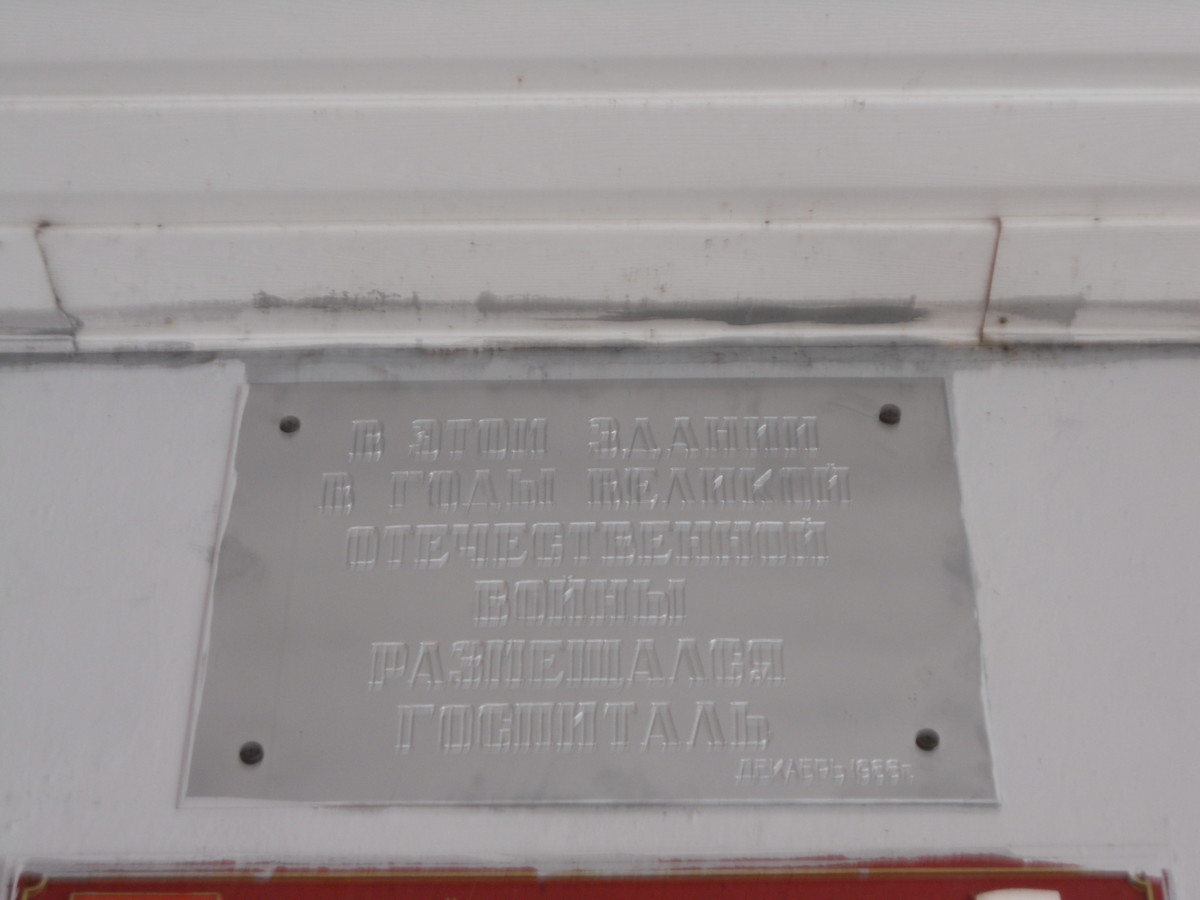 В ЭТОМ ЗДАНИИ
В ГОДЫ ВЕЛИКОЙ
ОТЕЧЕСТВЕННОЙ
ВОЙНЫ
РАЗМЕЩАЛСЯ
ГОСПИТАЛЬ
ДЕКАБРЬ